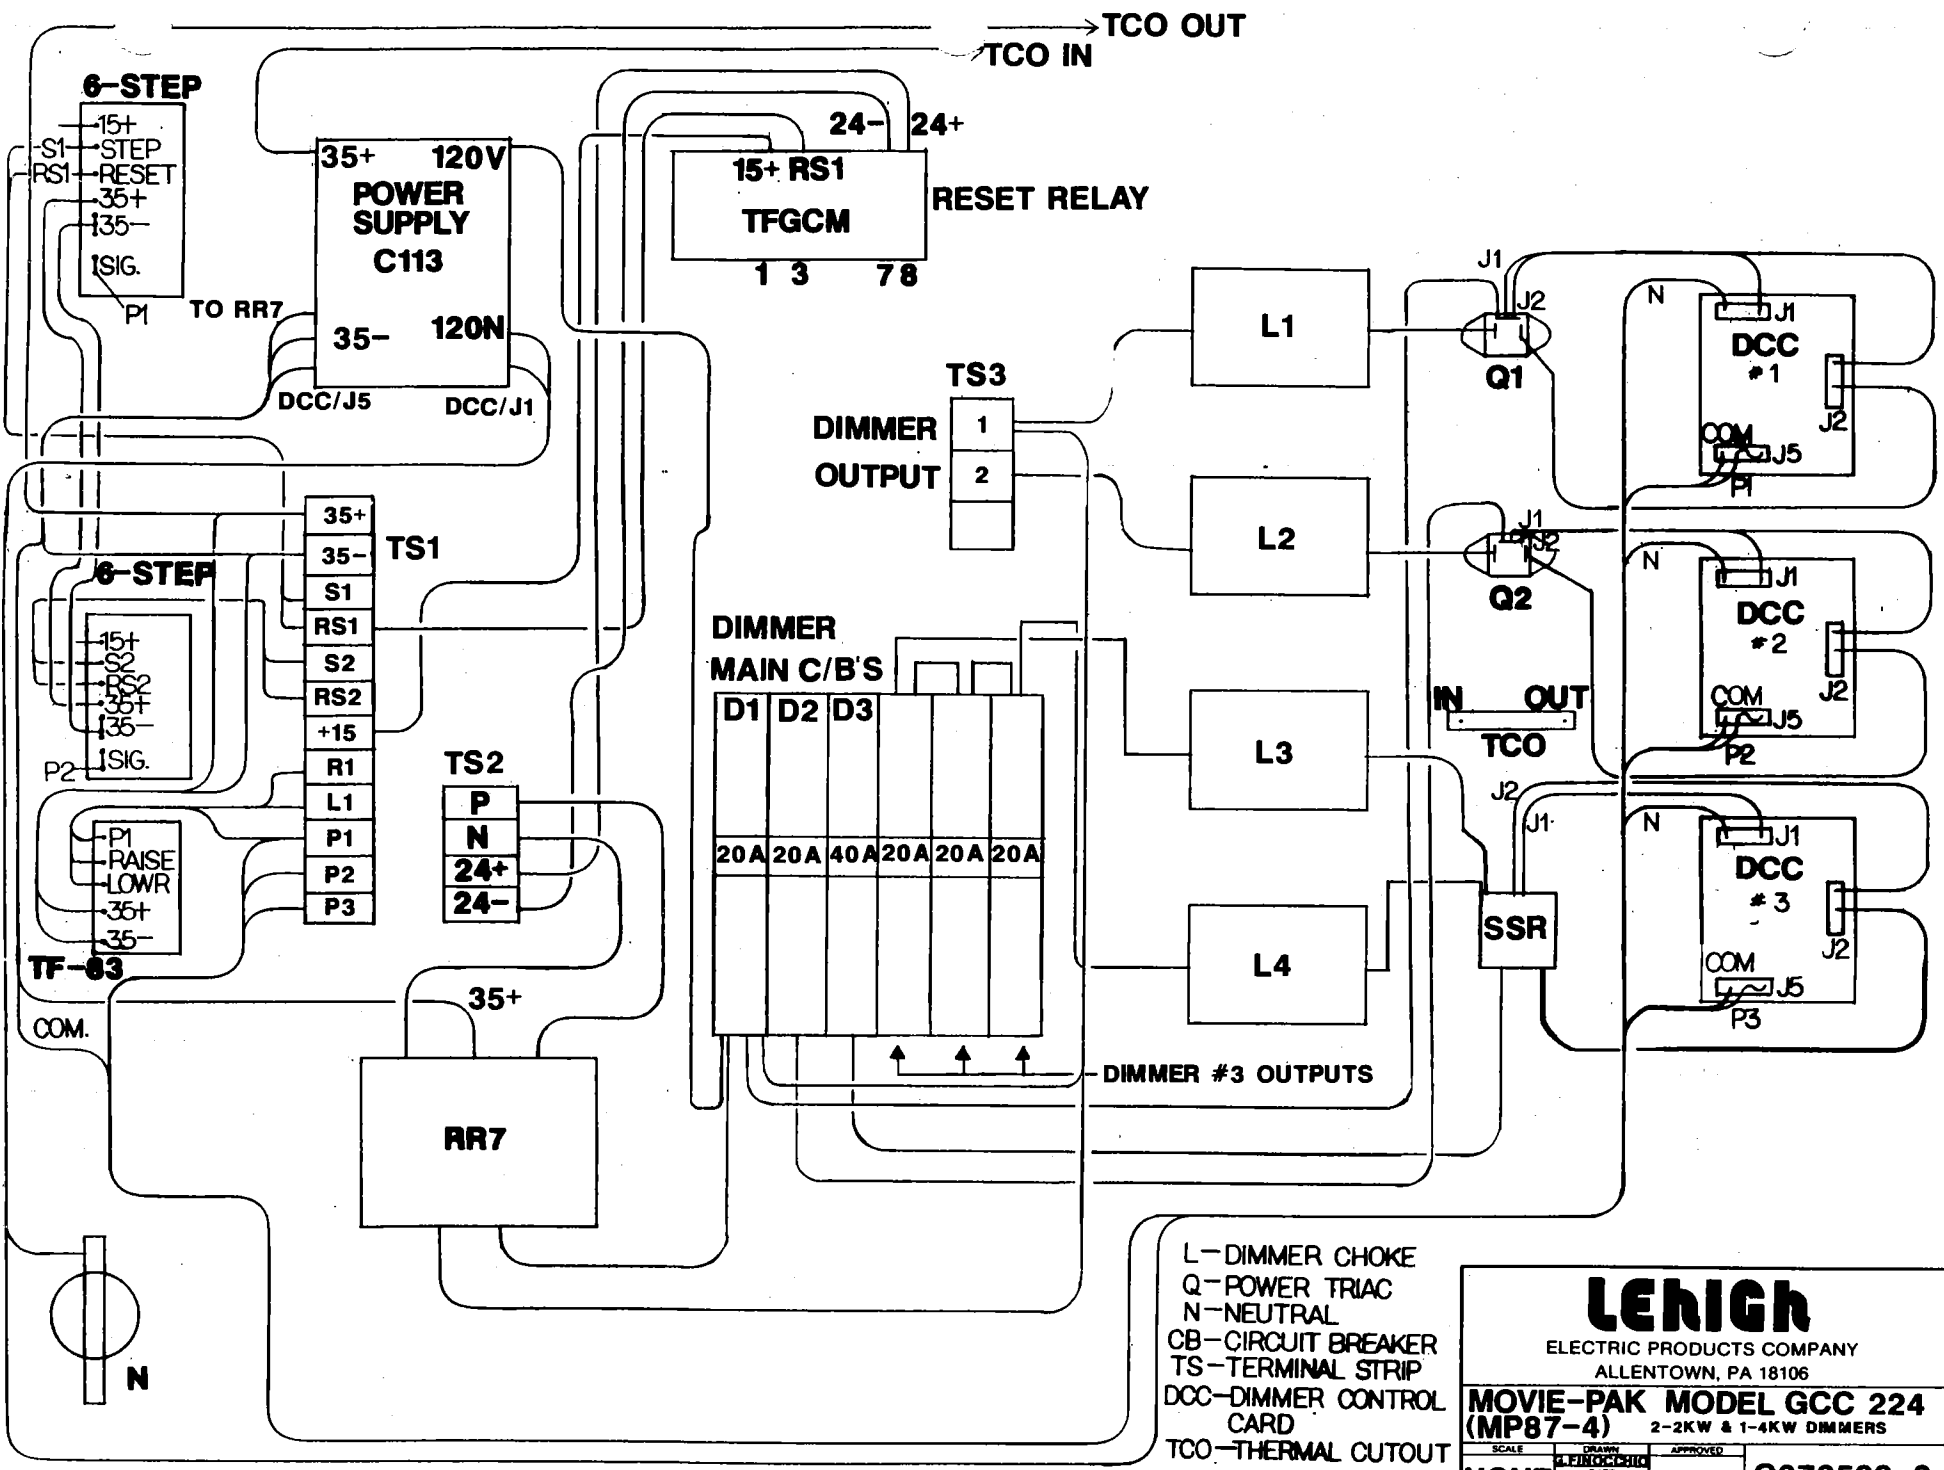 TCO OUT
TCO IN
6-STEP
15+
S1 STEP
RS1 RESET
35+
35-
SIG.
P1
35+ 120V
POWER
SUPPLY
C113
TO RR7
35- 120N
DCC/J5
DCC/J1
24- 24+
15+ RS1
TFGCM
RESET RELAY
1 3 7 8
TS3
DIMMER 1
OUTPUT 2
L1
J1
J2
Q1
N
J1
DCC
#1
J2
COM
J5
P1
L2
J1
J2
Q2
N
J1
DCC
#2
J2
COM
J5
P2
IN OUT
TCO
TS1
35+
35-
S1
RS1
S2
RS2
+15
R1
L1
P1
P2
P3
6-STEP
15+
S2
RS2
35+
35-
SIG.
P2
P1
RAISE
LOWR
35+
35-
TF-83
COM.
TS2
P
N
24+
24-
35+
RR7
DIMMER
MAIN C/B'S
D1 D2 D3
20A 20A 40A 20A 20A 20A
DIMMER #3 OUTPUTS
L3
L4
J2
J1
SSR
N
J1
DCC
#3
J2
COM
J5
P3
N
L-DIMMER CHOKE
Q-POWER TRIAC
N-NEUTRAL
CB-CIRCUIT BREAKER
TS-TERMINAL STRIP
DCC-DIMMER CONTROL
CARD
TCO-THERMAL CUTOUT
LEhIGh
ELECTRIC PRODUCTS COMPANY
ALLENTOWN, PA 18106
MOVIE-PAK MODEL GCC 224
(MP87-4) 2-2KW & 1-4KW DIMMERS
SCALE DRAWN APPROVED
G.FINOCCHIO